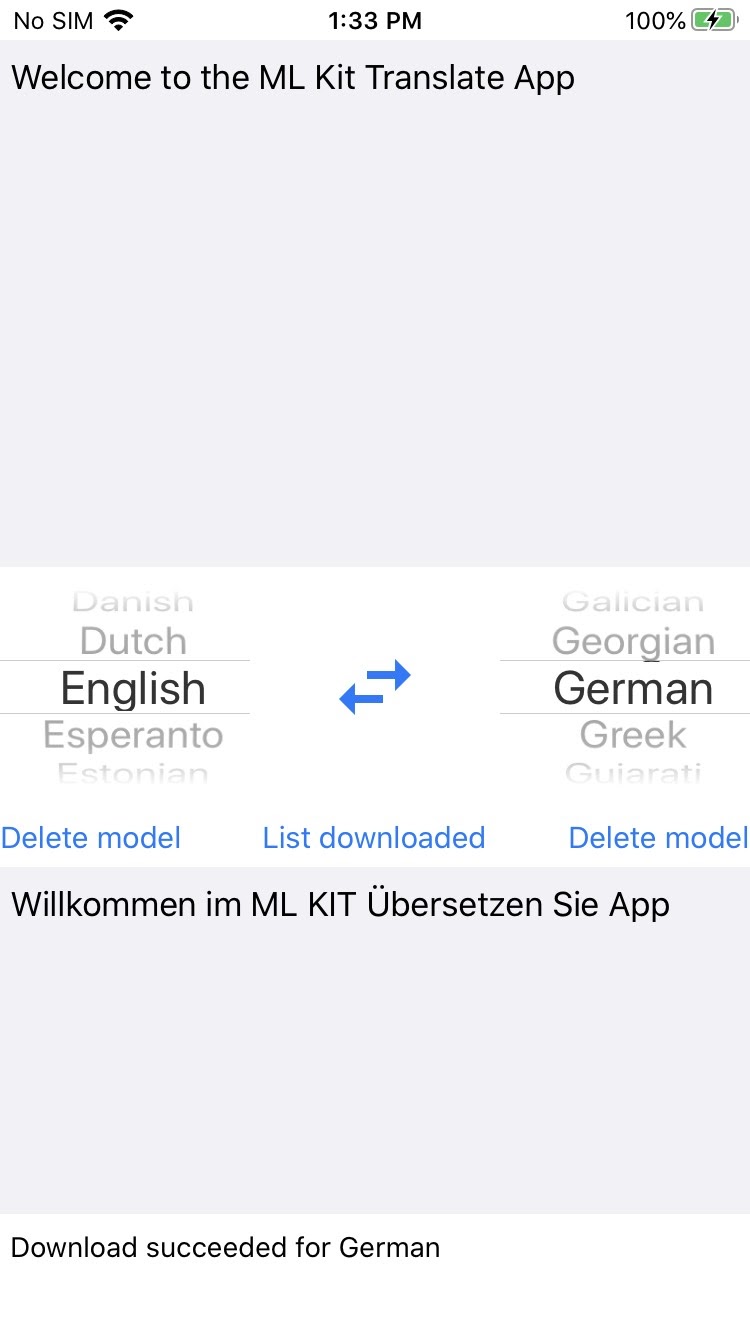 No SIM 1:33 PM 100%
Welcome to the ML Kit Translate App
Danish Galician
Dutch Georgian
English German
Esperanto Greek
Estonian Gujarati
Delete model List downloaded Delete model
Willkommen im ML KIT Übersetzen Sie App
Download succeeded for German